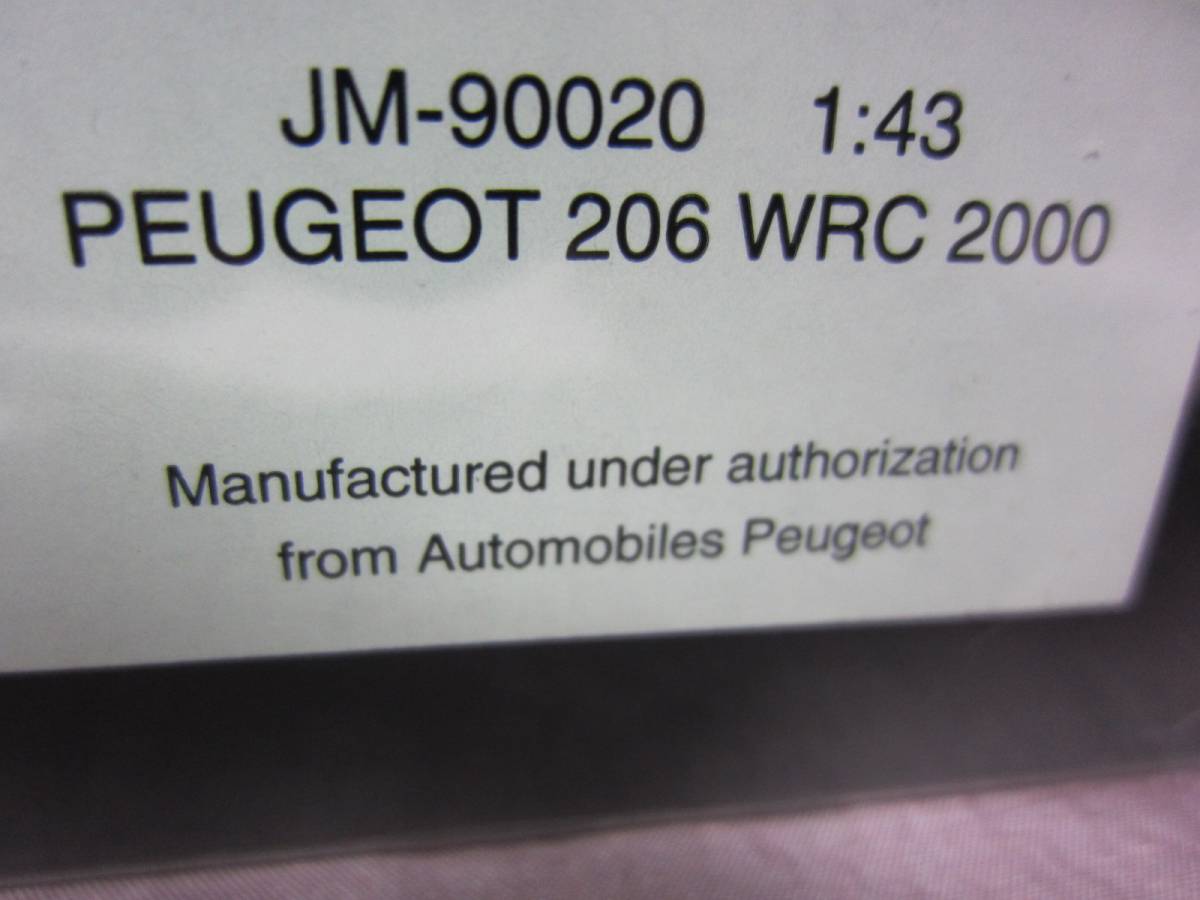 JM-90020 1:43
PEUGEOT 206 WRC 2000
Manufactured under authorization
from Automobiles Peugeot